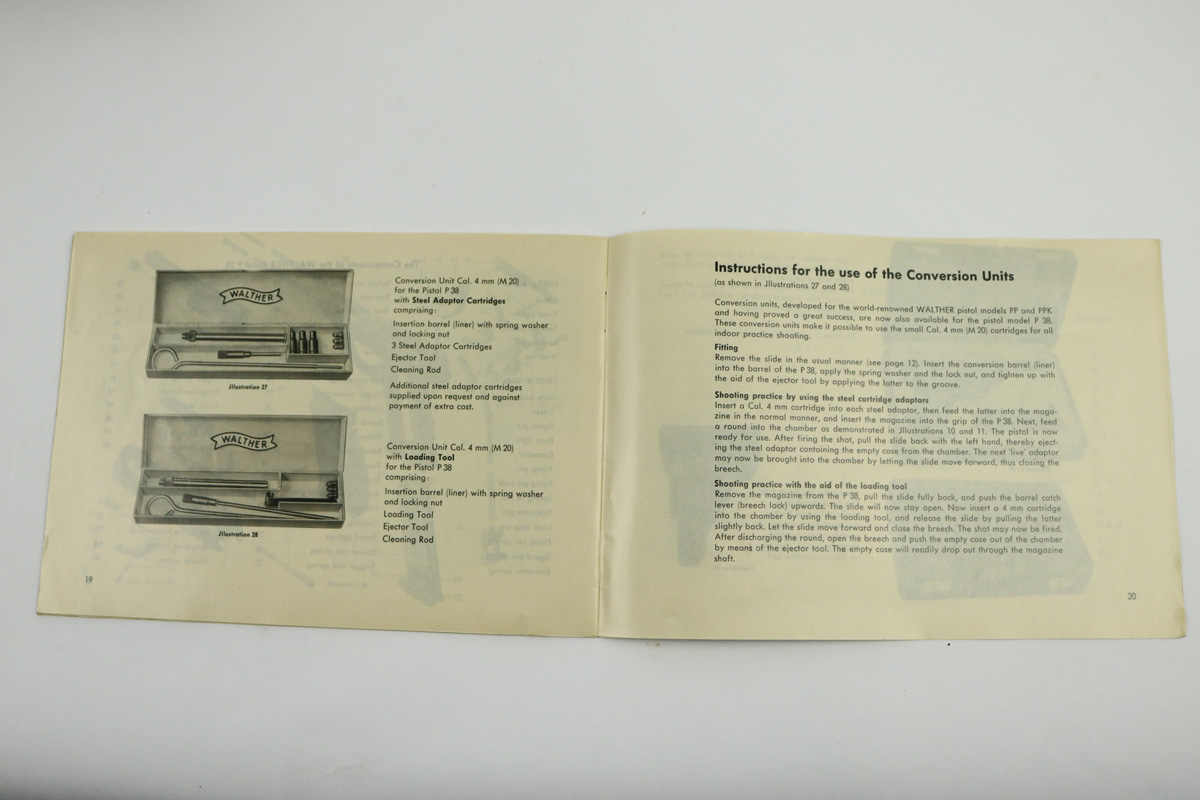 WALTHER
Jllustration 27
WALTHER
Jllustration 28
Conversion Unit Cal. 4 mm (M 20)
for the Pistol P 38
with Steel Adaptor Cartridges
comprising:
Insertion barrel (liner) with spring washer
and locking nut
3 Steel Adaptor Cartridges
Ejector Tool
Cleaning Rod
Additional steel adaptor cartridges
supplied upon request and against
payment of extra cost.
Conversion Unit Cal. 4 mm (M 20)
with Loading Tool
for the Pistol P 38
comprising:
Insertion barrel (liner) with spring washer
and locking nut
Loading Tool
Ejector Tool
Cleaning Rod
19
Instructions for the use of the Conversion Units
(as shown in Jllustrations 27 and 28)
Conversion units, developed for the world-renowned WALTHER pistol models PP and PPK
and having proved a great success, are now also available for the pistol model P 38.
These conversion units make it possible to use the small Cal. 4 mm (M 20) cartridges for all
indoor practice shooting.
Fitting
Remove the slide in the usual manner (see page 12). Insert the conversion barrel (liner)
into the barrel of the P 38, apply the spring washer and the lock nut, and tighten up with
the aid of the ejector tool by applying the latter to the groove.
Shooting practice by using the steel cartridge adaptors
Insert a Cal. 4 mm cartridge into each steel adaptor, then feed the latter into the maga-
zine in the normal manner, and insert the magazine into the grip of the P 38. Next, feed
a round into the chamber as demonstrated in Jllustrations 10 and 11. The pistol is now
ready for use. After firing the shot, pull the slide back with the left hand, thereby eject-
ing the steel adaptor containing the empty case from the chamber. The next 'live' adaptor
may now be brought into the chamber by letting the slide move forward, thus closing the
breech.
Shooting practice with the aid of the loading tool
Remove the magazine from the P 38, pull the slide fully back, and push the barrel catch
lever (breech lock) upwards. The slide will now stay open. Now insert a 4 mm cartridge
into the chamber by using the loading tool, and release the slide by pulling the latter
slightly back. Let the slide move forward and close the breech. The shot may now be fired.
After discharging the round, open the breech and push the empty case out of the chamber
by means of the ejector tool. The empty case will readily drop out through the magazine
shaft.
20